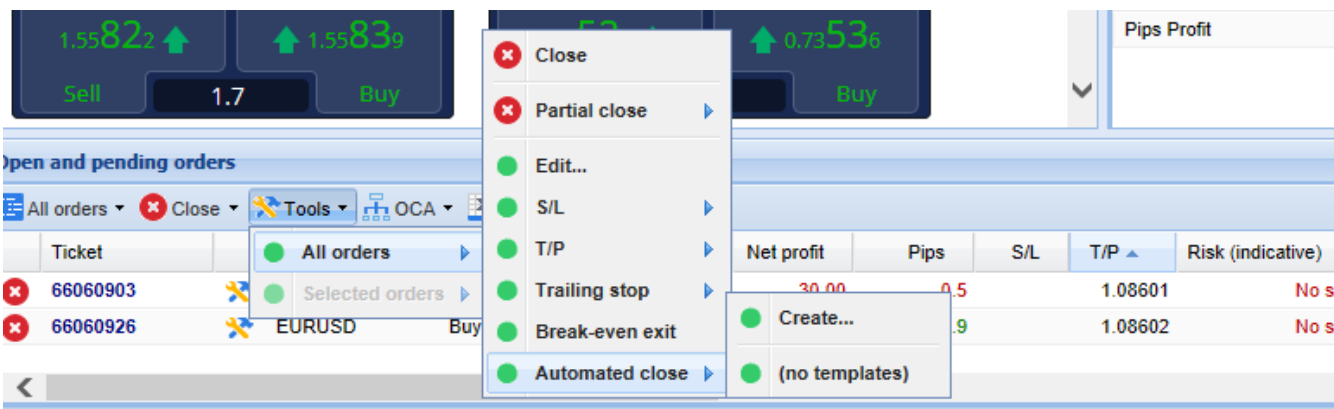 1.55822 1.55839 0.73536 Pips Profit
Sell 1.7 Buy Buy
Close
Partial close
Open and pending orders
Edit...
All orders Close Tools OCA
S/L
Ticket Net profit Pips S/L T/P Risk (indicative)
All orders
T/P
66060903 30.00 0.5 1.08601 No s
Selected orders
Trailing stop
66060926 EURUSD Buy .9 1.08602 No s
Create...
Break-even exit
Automated close
(no templates)